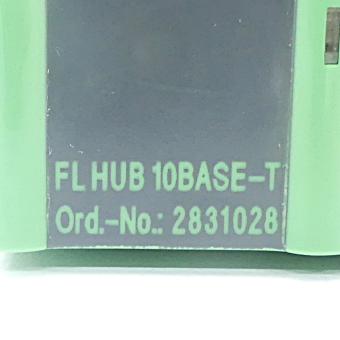 FL HUB 10BASE-T
Ord.-No.: 2831028